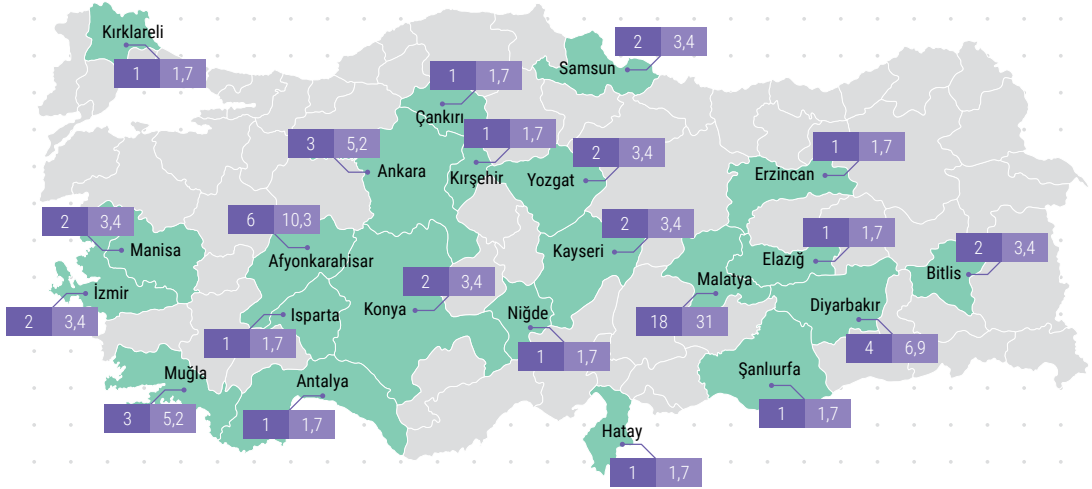 Kırklareli
1 1,7
2 3,4
Samsun
1 1,7
Çankırı
3 5,2
Ankara
1 1,7
Kırşehir
2 3,4
Yozgat
1 1,7
Erzincan
2 3,4
Manisa
6 10,3
Afyonkarahisar
2 3,4
Kayseri
1 1,7
Elazığ
2 3,4
Bitlis
İzmir
2 3,4
Isparta
1 1,7
2 3,4
Konya
Niğde
1 1,7
Malatya
18 31
Diyarbakır
4 6,9
Muğla
3 5,2
Antalya
1 1,7
Şanlıurfa
1 1,7
Hatay
1 1,7